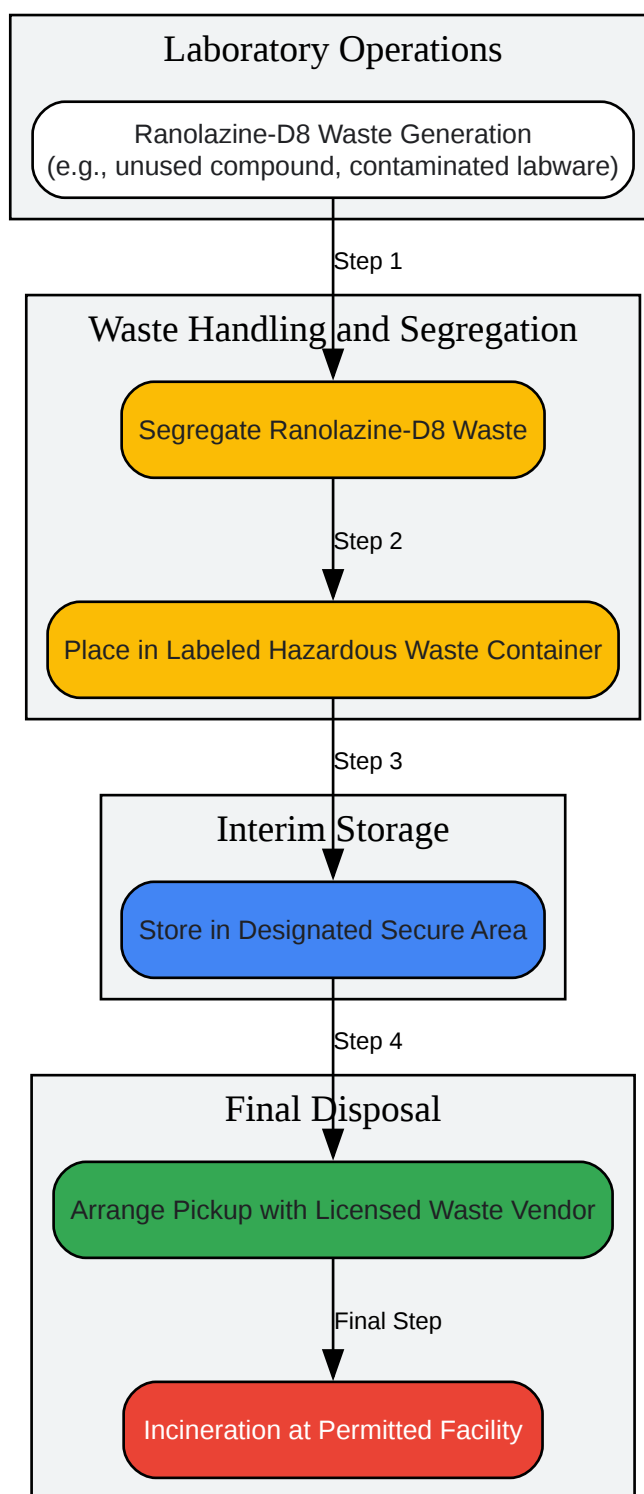 Laboratory Operations
Ranolazine-D8 Waste Generation
(e.g., unused compound, contaminated labware)
Step 1
Waste Handling and Segregation
Segregate Ranolazine-D8 Waste
Step 2
Place in Labeled Hazardous Waste Container
Step 3
Interim Storage
Store in Designated Secure Area
Step 4
Final Disposal
Arrange Pickup with Licensed Waste Vendor
Final Step
Incineration at Permitted Facility